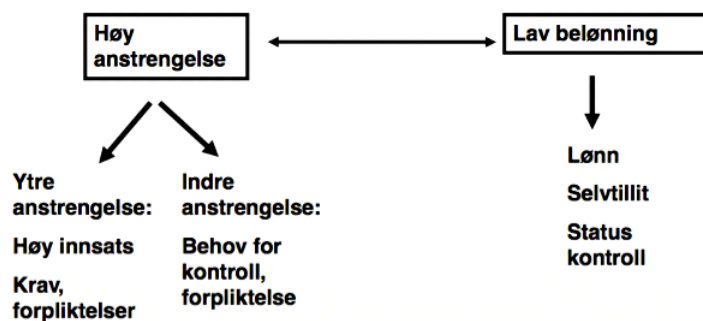 Høy
anstrengelse
Lav belønning
Ytre
anstrengelse:
Høy innsats
Krav,
forpliktelser
Indre
anstrengelse:
Behov for
kontroll,
forpliktelse
Lønn
Selvtillit
Status
kontroll